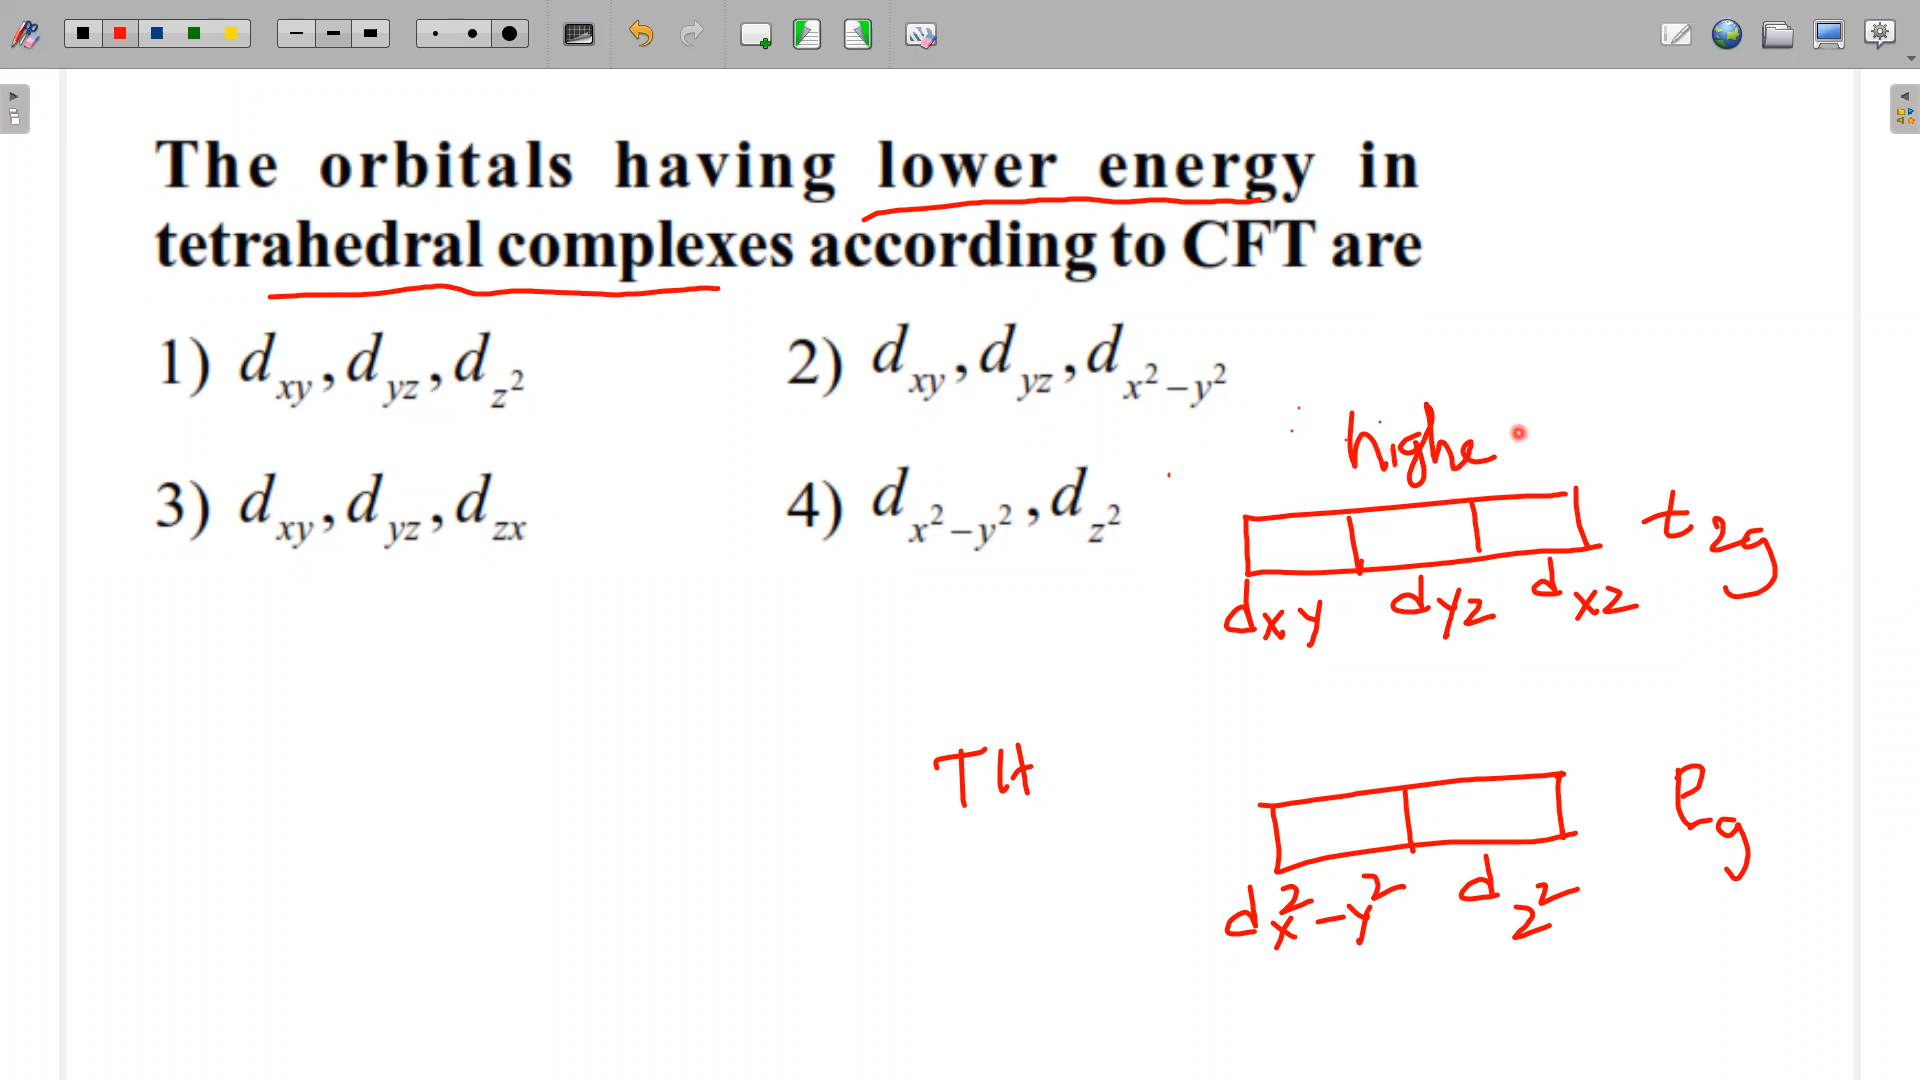 The orbitals having lower energy in
tetrahedral complexes according to CFT are
1) d_xy, d_yz, d_z²
2) d_xy, d_yz, d_x²−y²
3) d_xy, d_yz, d_zx
4) d_x²−y², d_z²
highe
t2g
dxy dyz dxz
TH
eg
dx²−y² dz²